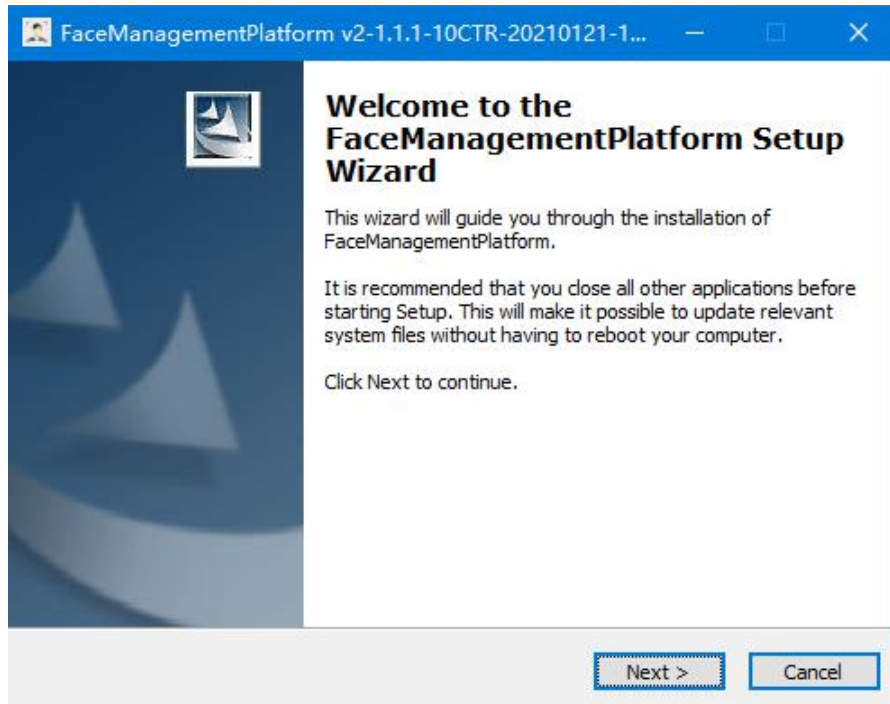 FaceManagementPlatform v2-1.1.1-10CTR-20210121-1...
Welcome to the
FaceManagementPlatform Setup
Wizard
This wizard will guide you through the installation of
FaceManagementPlatform.
It is recommended that you close all other applications before
starting Setup. This will make it possible to update relevant
system files without having to reboot your computer.
Click Next to continue.
Next >
Cancel